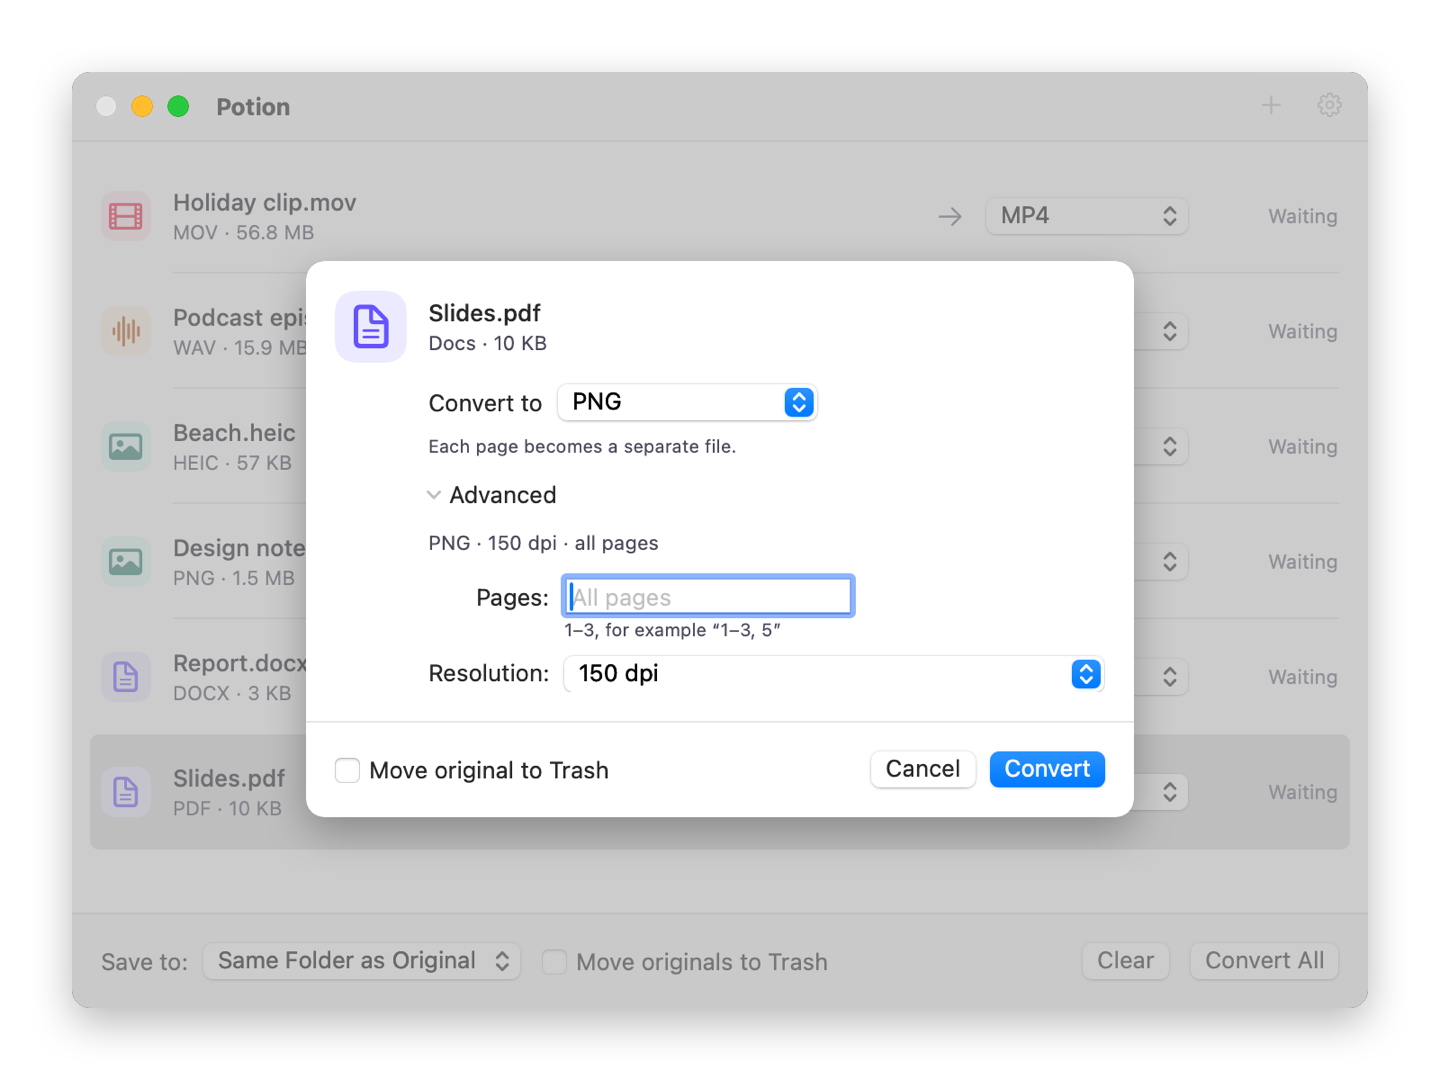 Potion
Holiday clip.mov
MOV · 56.8 MB
MP4
Waiting
Podcast epis
WAV · 15.9 MB
Waiting
Beach.heic
HEIC · 57 KB
Waiting
Design note
PNG · 1.5 MB
Waiting
Report.docx
DOCX · 3 KB
Waiting
Slides.pdf
PDF · 10 KB
Waiting
Slides.pdf
Docs · 10 KB
Convert to PNG
Each page becomes a separate file.
Advanced
PNG · 150 dpi · all pages
Pages: All pages
1–3, for example “1–3, 5”
Resolution: 150 dpi
Move original to Trash
Cancel
Convert
Save to: Same Folder as Original
Move originals to Trash
Clear
Convert All